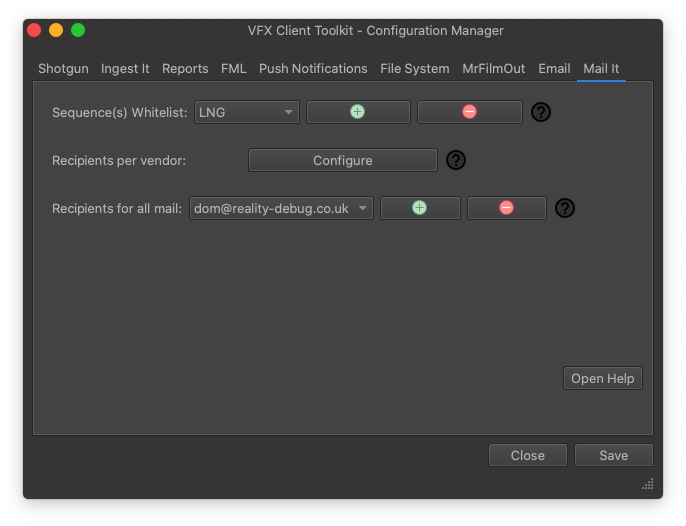 VFX Client Toolkit - Configuration Manager
Shotgun Ingest It Reports FML Push Notifications File System MrFilmOut Email Mail It
Sequence(s) Whitelist: LNG
Recipients per vendor: Configure
Recipients for all mail: dom@reality-debug.co.uk
Open Help
Close Save